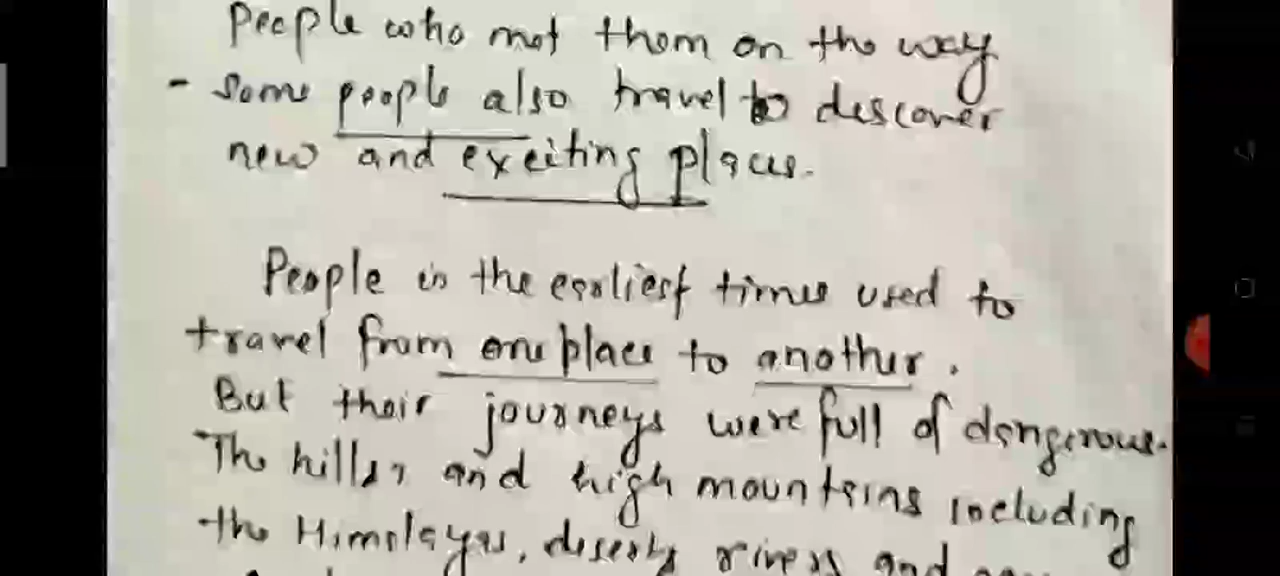 people who met them on the way
- Some people also travel to discover
new and exciting places.
People in the earliest times used to
travel from one place to another.
But their journeys were full of dangerous.
The hills, and high mountains including
the Himalayas, deserts rivers and